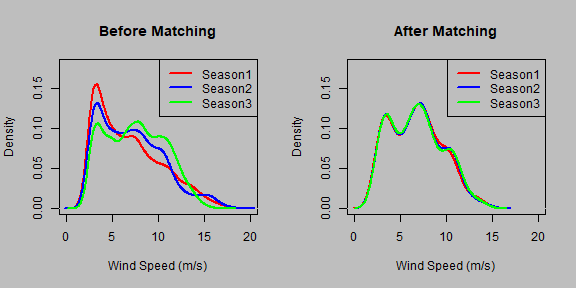 Before Matching
Density
0.00 0.05 0.10 0.15
Season1
Season2
Season3
0 5 10 15 20
Wind Speed (m/s)
After Matching
Density
0.00 0.05 0.10 0.15
Season1
Season2
Season3
0 5 10 15 20
Wind Speed (m/s)